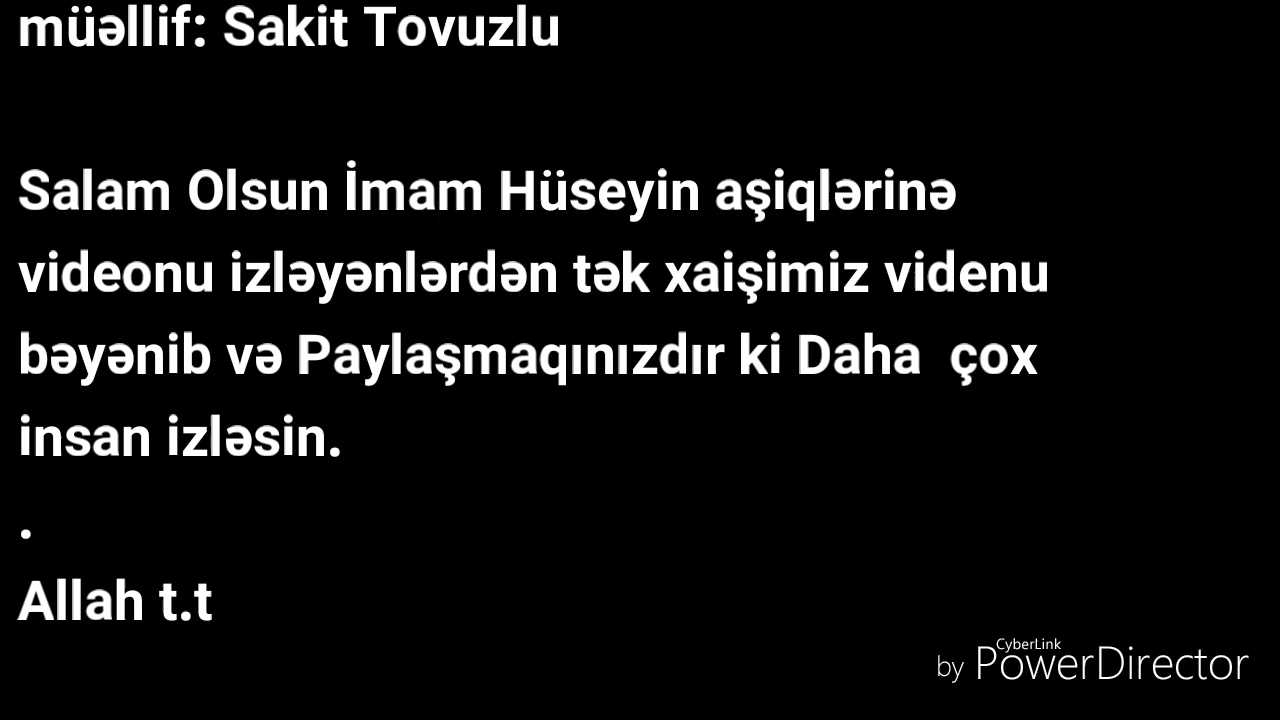 müəllif: Sakit Tovuzlu
Salam Olsun İmam Hüseyin aşiqlərinə
videonu izləyənlərdən tək xaişimiz videnu
bəyənib və Paylaşmaqınızdır ki Daha  çox
insan izləsin.
.
Allah t.t
CyberLink
by PowerDirector